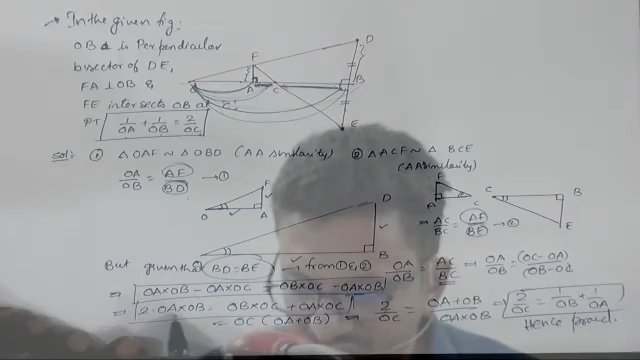 → In the given fig:
OB is Perpendicular
bisector of DE,
FA ⊥ OB &
FE intersects OB at 'C'
PT 1/OA + 1/OB = 2/OC
D
F
O A C B
E
Sol: ① Δ OAF ~ Δ OBD (AA similarity) ② Δ ACF ~ Δ BCE
(AA similarity)
OA/OB = AF/BD → ①
F
O A
D
B
F
A C
C B
E
⇒ AC/BC = AF/BE → ②
But given that BD = BE from ① & ② OA/OB = AC/BC ⇒ OA/OB = (OC-OA)/(OB-OC)
⇒ OA×OB - OA×OC = OB×OC - OA×OB
⇒ 2·OA×OB = OB×OC + OA×OC
= OC (OA+OB) ⇒ 2/OC = OA+OB/OA×OB ⇒ 2/OC = 1/OB + 1/OA
Hence proved.